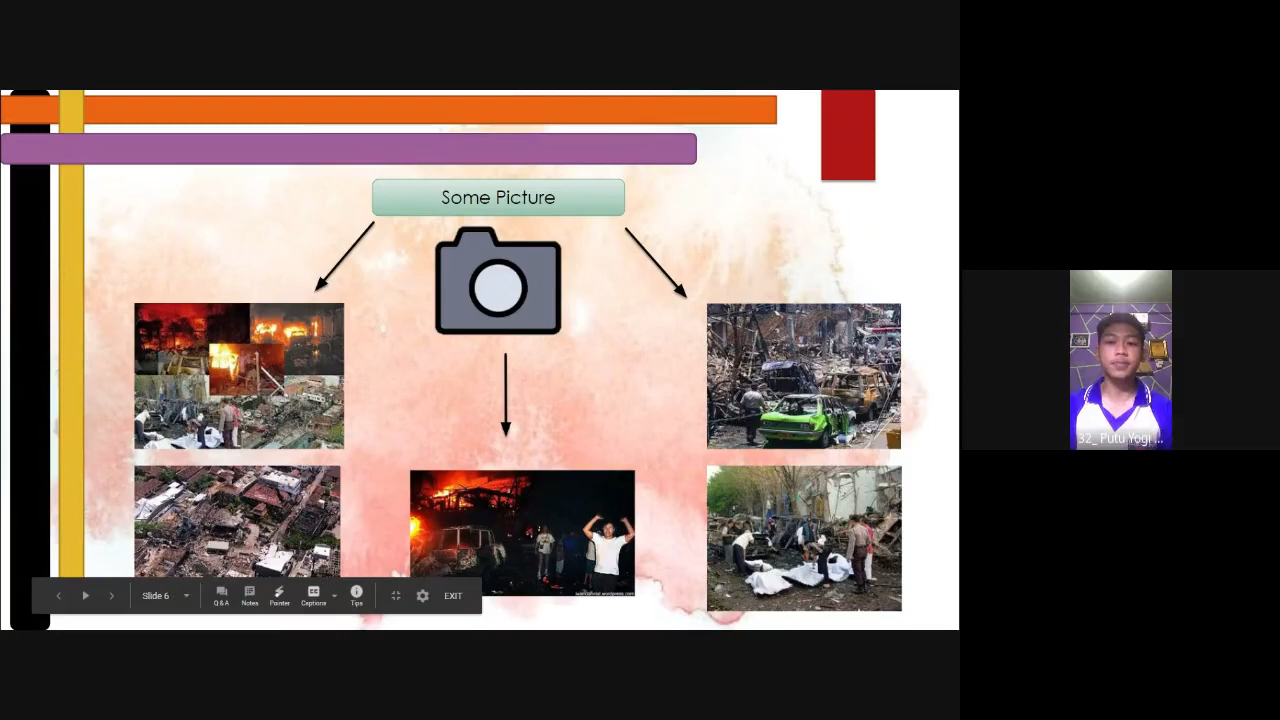 Some Picture
Slide 6
Q & A
Notes
Pointer
Captions
Tips
EXIT
32_ Putu Yogi ...